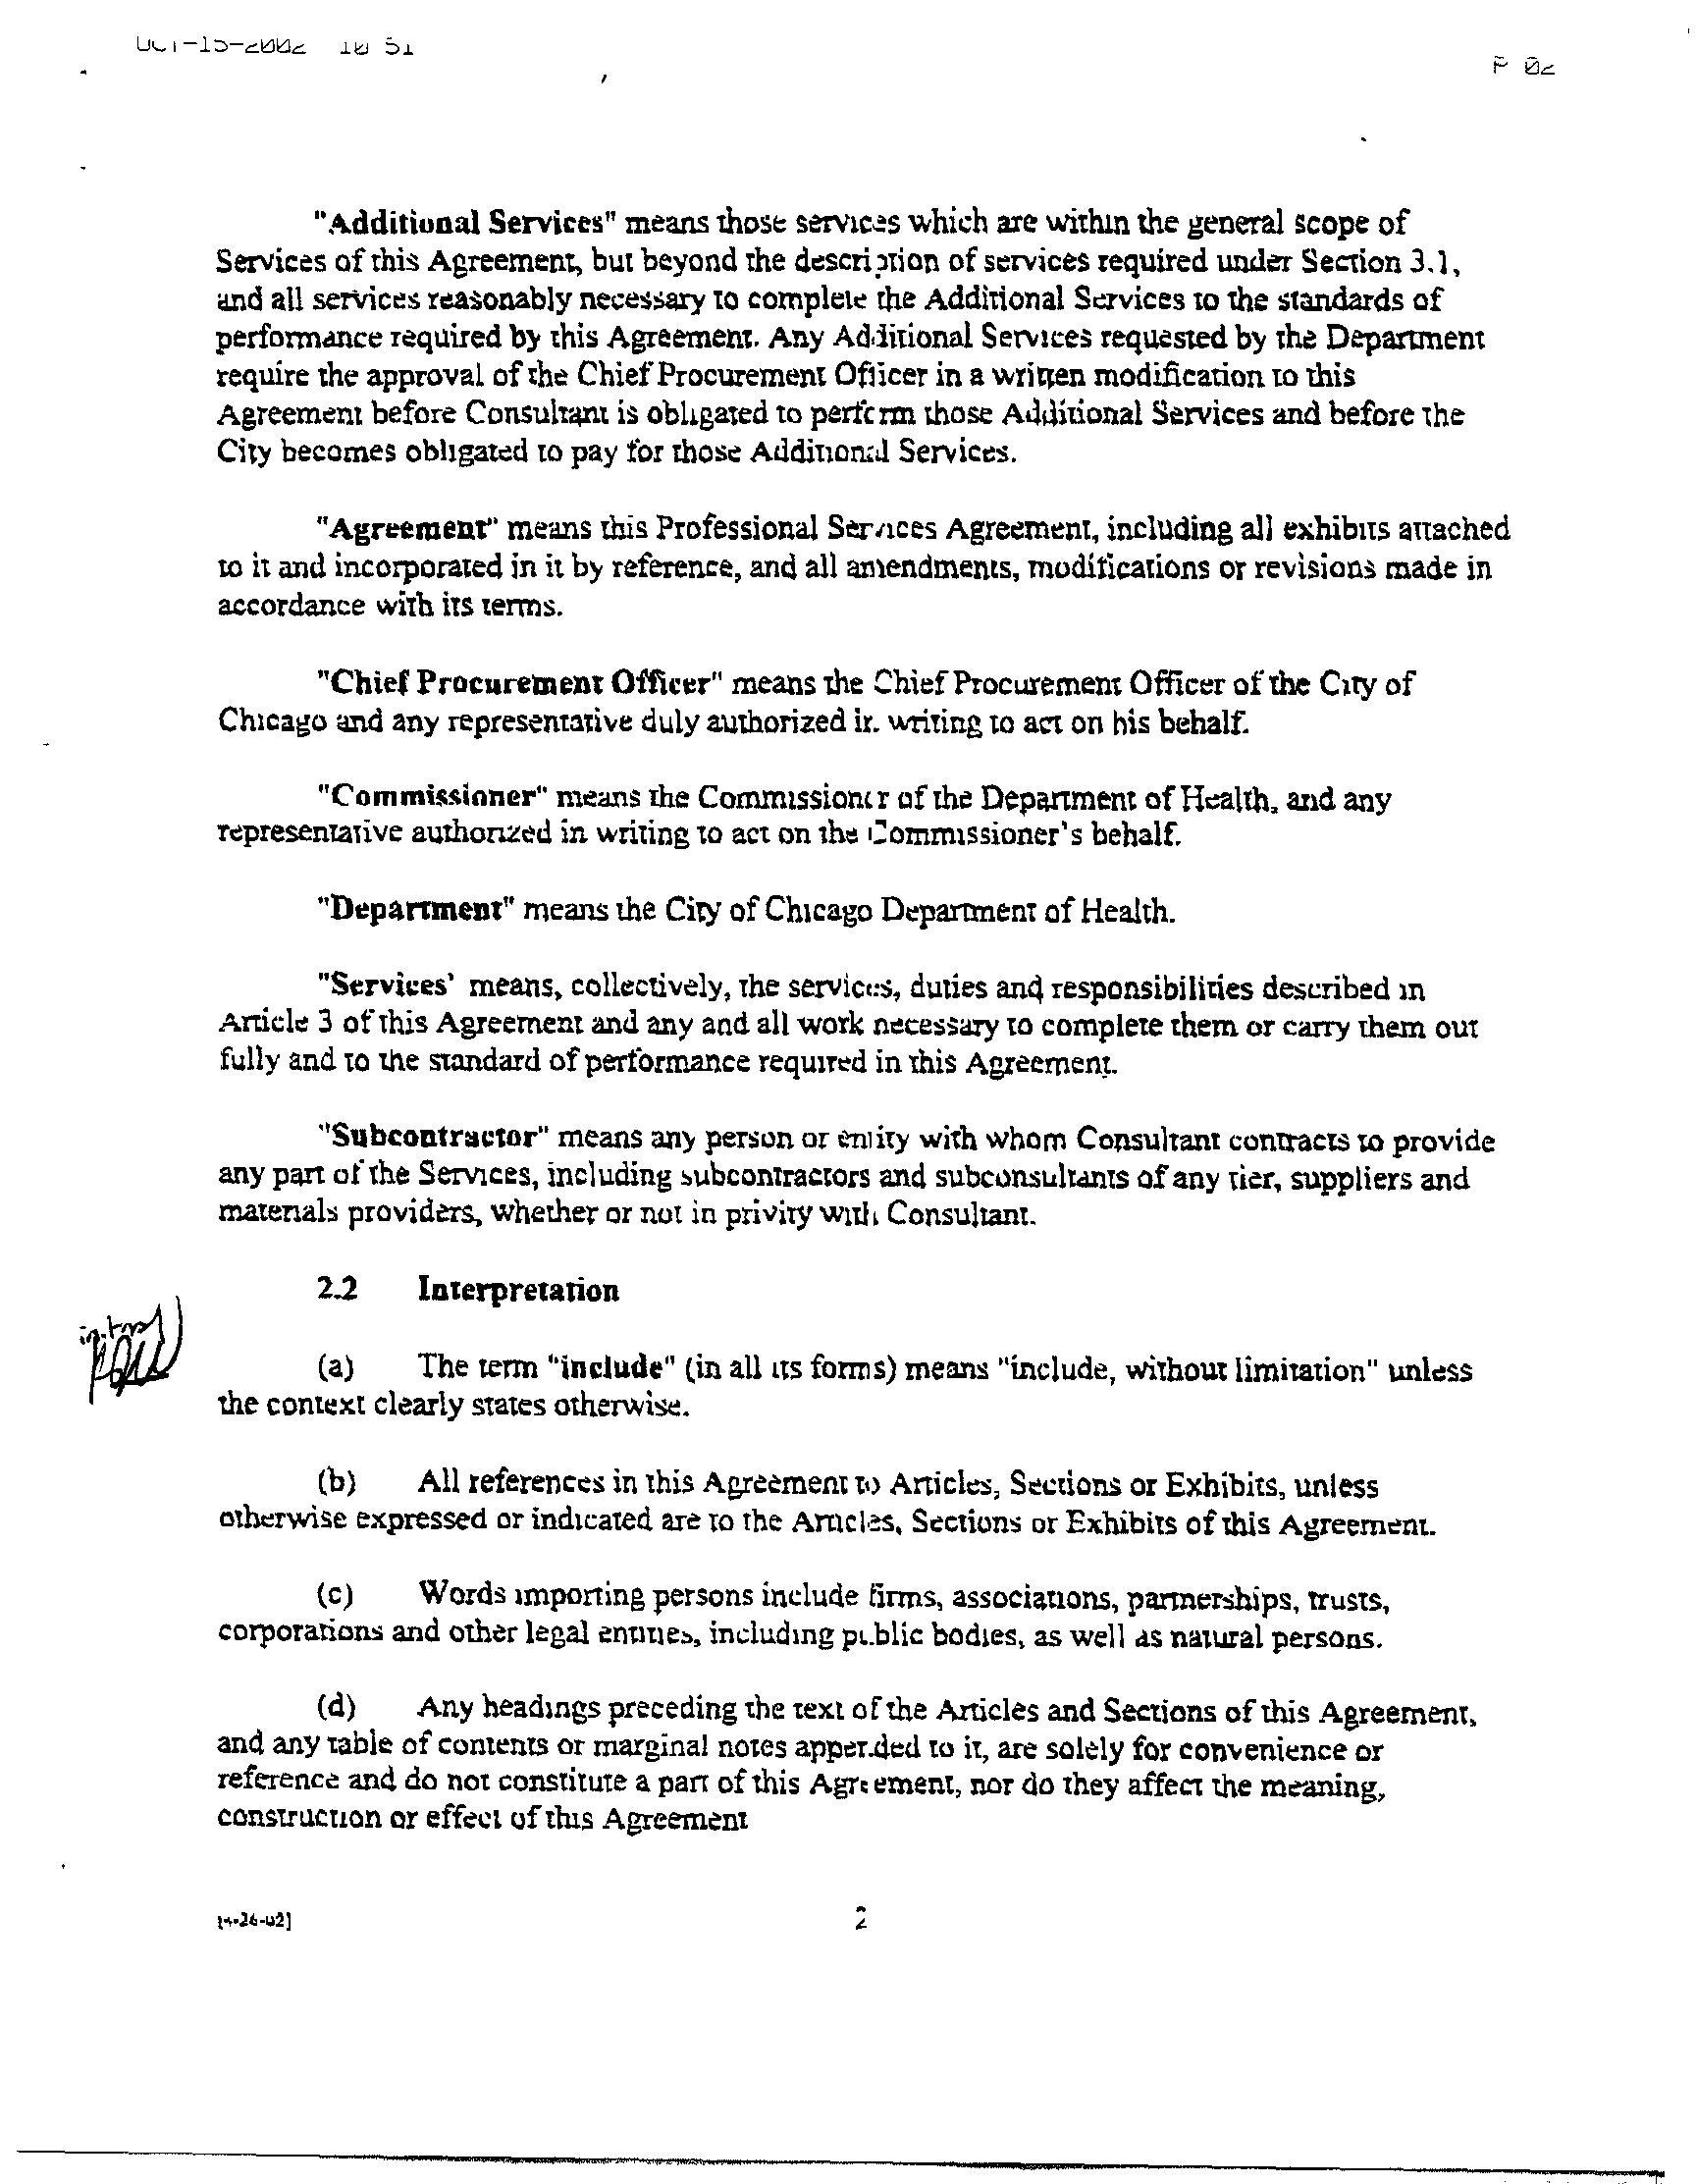 OCT-15-2002 10 51
P 02
"Additional Services" means those services which are within the general scope of
Services of this Agreement, but beyond the description of services required under Section 3.1,
and all services reasonably necessary to complete the Additional Services to the standards of
performance required by this Agreement. Any Additional Services requested by the Department
require the approval of the Chief Procurement Officer in a written modification to this
Agreement before Consultant is obligated to perform those Additional Services and before the
City becomes obligated to pay for those Additional Services.
"Agreement" means this Professional Services Agreement, including all exhibits attached
to it and incorporated in it by reference, and all amendments, modifications or revisions made in
accordance with its terms.
"Chief Procurement Officer" means the Chief Procurement Officer of the City of
Chicago and any representative duly authorized in writing to act on his behalf.
"Commissioner" means the Commissioner of the Department of Health, and any
representative authorized in writing to act on the Commissioner's behalf.
"Department" means the City of Chicago Department of Health.
"Services' means, collectively, the services, duties and responsibilities described in
Article 3 of this Agreement and any and all work necessary to complete them or carry them out
fully and to the standard of performance required in this Agreement.
"Subcontractor" means any person or entity with whom Consultant contracts to provide
any part of the Services, including subcontractors and subconsultants of any tier, suppliers and
materials providers, whether or not in privity with Consultant.
2.2 Interpretation
(a) The term "include" (in all its forms) means "include, without limitation" unless
the context clearly states otherwise.
(b) All references in this Agreement to Articles, Sections or Exhibits, unless
otherwise expressed or indicated are to the Articles, Sections or Exhibits of this Agreement.
(c) Words importing persons include firms, associations, partnerships, trusts,
corporations and other legal entities, including public bodies, as well as natural persons.
(d) Any headings preceding the text of the Articles and Sections of this Agreement,
and any table of contents or marginal notes appended to it, are solely for convenience or
reference and do not constitute a part of this Agreement, nor do they affect the meaning,
construction or effect of this Agreement
[4-26-02]
2